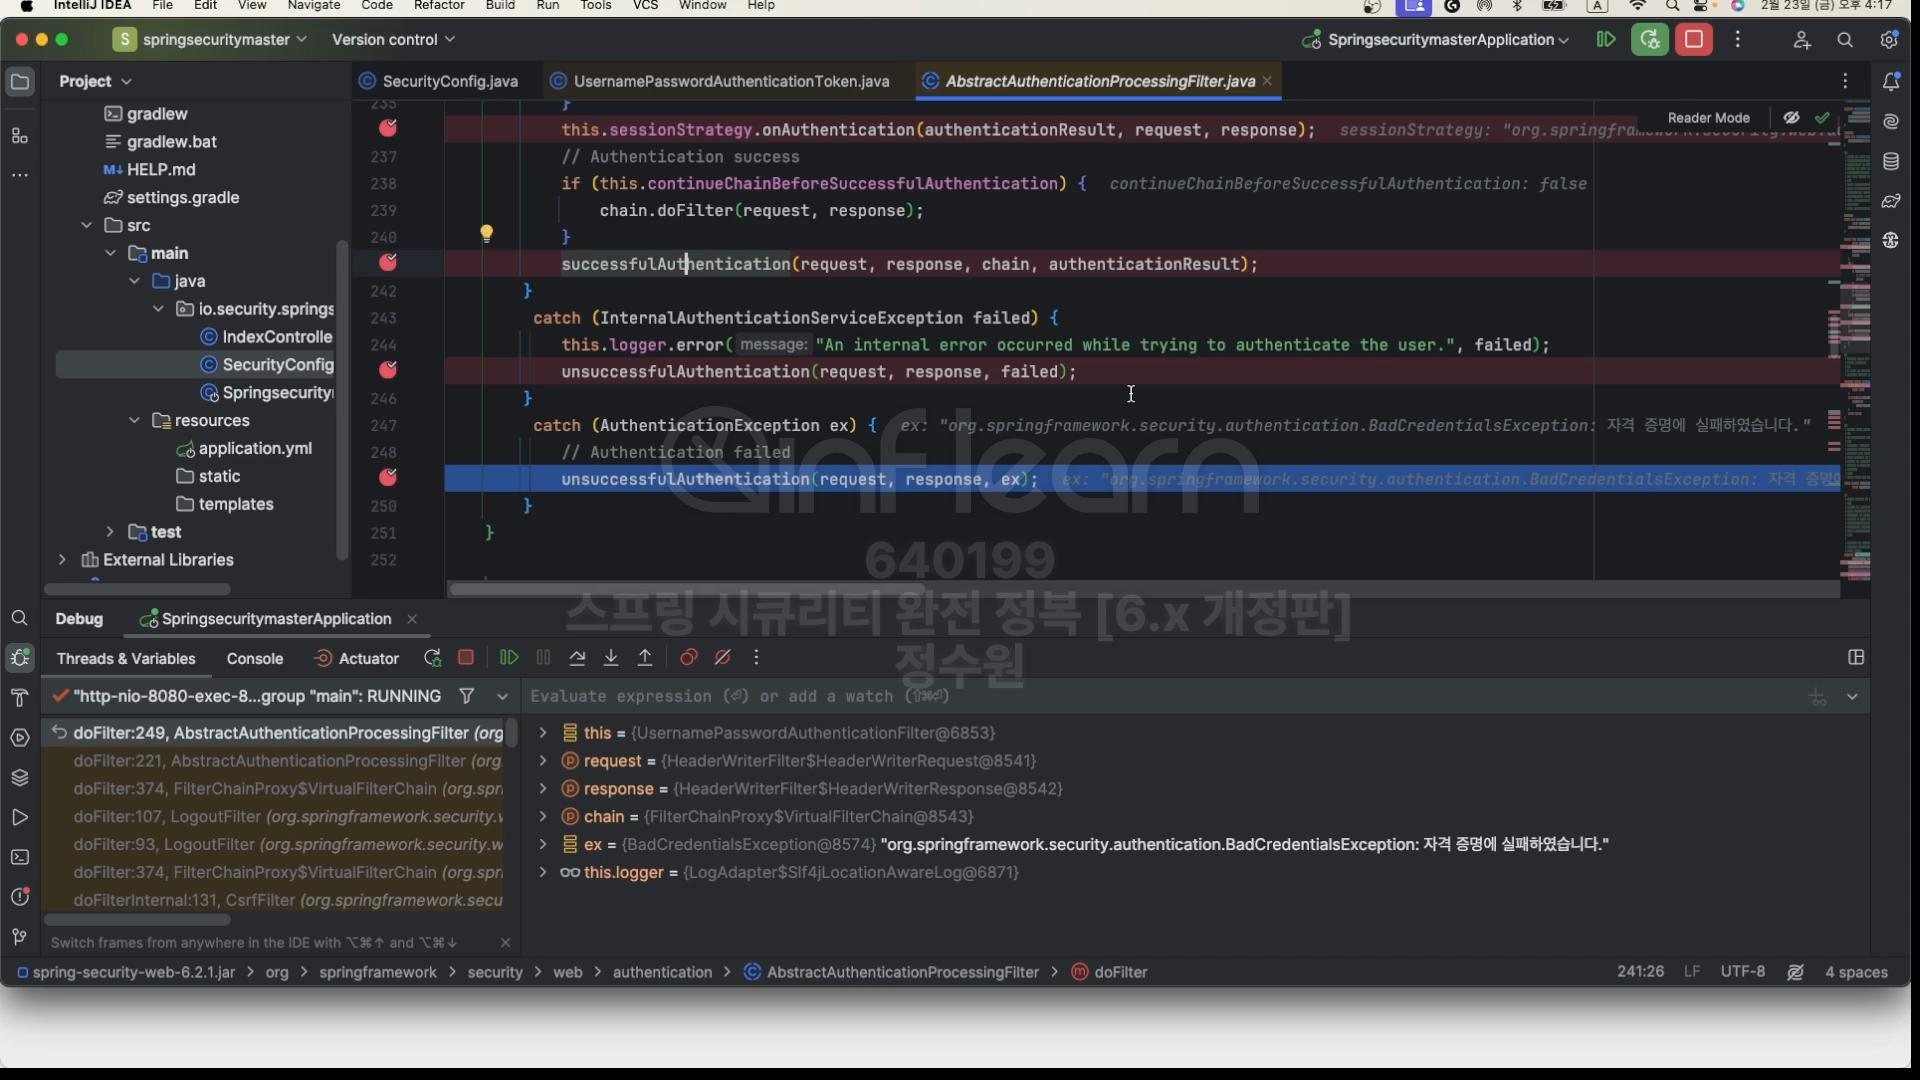 IntelliJ IDEA File Edit View Navigate Code Refactor Build Run Tools VCS Window Help A 2월 23일 (금) 오후 4:17
S springsecuritymaster Version control SpringsecuritymasterApplication
Project SecurityConfig.java UsernamePasswordAuthenticationToken.java AbstractAuthenticationProcessingFilter.java
Reader Mode
gradlew
gradlew.bat
M↓ HELP.md
settings.gradle
src
main
java
io.security.springs
IndexControlle
SecurityConfig
Springsecurity
resources
application.yml
static
templates
test
External Libraries
235 }
this.sessionStrategy.onAuthentication(authenticationResult, request, response); sessionStrategy:
237 // Authentication success
238 if (this.continueChainBeforeSuccessfulAuthentication) { continueChainBeforeSuccessfulAuthentication: false
239 chain.doFilter(request, response);
240 }
successfulAuthentication(request, response, chain, authenticationResult);
242 }
243 catch (InternalAuthenticationServiceException failed) {
244 this.logger.error( message: "An internal error occurred while trying to authenticate the user.", failed);
unsuccessfulAuthentication(request, response, failed);
246 }
247 catch (AuthenticationException ex) { ex: "org.springframework.security.authentication.BadCredentialsException: 자격 증명에 실패하였습니다."
248 // Authentication failed
unsuccessfulAuthentication(request, response, ex); ex: "org.springframework.security.authentication.BadCredentialsException: 자격
250 }
251 }
252
inflearn
640199
스프링 시큐리티 완전 정복 [6.x 개정판]
정수원
Debug SpringsecuritymasterApplication
Threads & Variables Console Actuator
"http-nio-8080-exec-8...group "main": RUNNING
Evaluate expression (⏎) or add a watch (⇧⌘⏎)
doFilter:249, AbstractAuthenticationProcessingFilter (org
doFilter:221, AbstractAuthenticationProcessingFilter (org.
doFilter:374, FilterChainProxy$VirtualFilterChain (org.spri
doFilter:107, LogoutFilter (org.springframework.security.w
doFilter:93, LogoutFilter (org.springframework.security.w
doFilter:374, FilterChainProxy$VirtualFilterChain (org.spri
doFilterInternal:131, CsrfFilter (org.springframework.secu
Switch frames from anywhere in the IDE with ⌥⌘↑ and ⌥⌘↓
this = {UsernamePasswordAuthenticationFilter@6853}
request = {HeaderWriterFilter$HeaderWriterRequest@8541}
response = {HeaderWriterFilter$HeaderWriterResponse@8542}
chain = {FilterChainProxy$VirtualFilterChain@8543}
ex = {BadCredentialsException@8574} "org.springframework.security.authentication.BadCredentialsException: 자격 증명에 실패하였습니다."
this.logger = {LogAdapter$Slf4jLocationAwareLog@6871}
spring-security-web-6.2.1.jar > org > springframework > security > web > authentication > AbstractAuthenticationProcessingFilter > doFilter 241:26 LF UTF-8 4 spaces